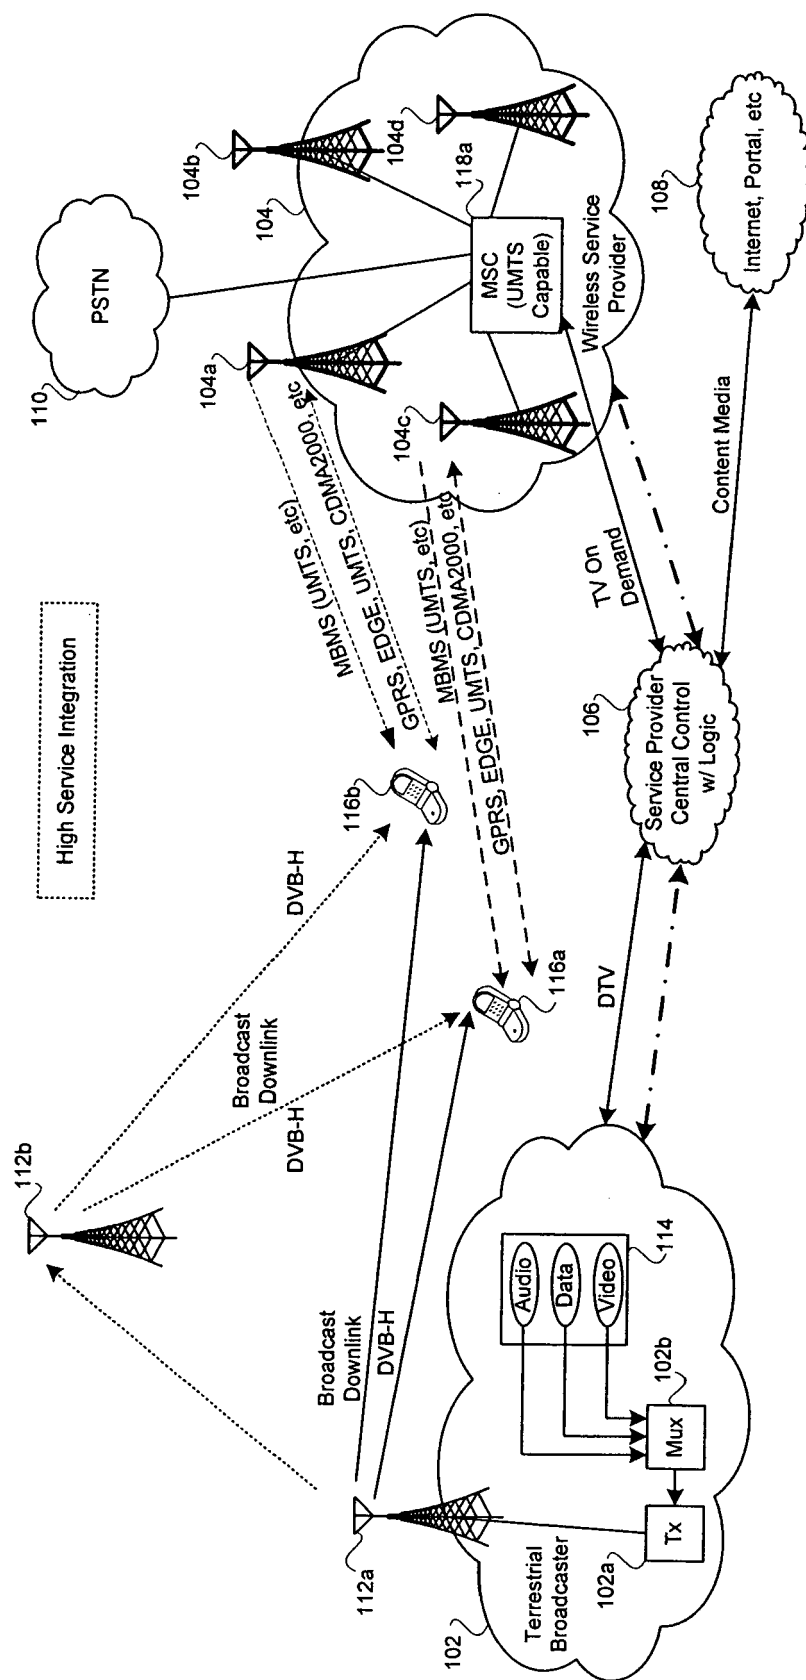 High Service Integration
110
PSTN
112b
104b
104
104a
104c
104d
118a
MSC
(UMTS
Capable)
Wireless Service
Provider
MBMS (UMTS, etc)
GPRS, EDGE, UMTS, CDMA2000, etc
MBMS (UMTS, etc)
GPRS, EDGE, UMTS, CDMA2000, etc
Broadcast
Downlink
DVB-H
DVB-H
116b
116a
Broadcast
Downlink
DVB-H
112a
102
Terrestrial
Broadcaster
102a
Tx
Mux
102b
Audio
Data
Video
114
DTV
106
Service Provider
Central Control
w/ Logic
TV On
Demand
Content Media
108
Internet, Portal, etc